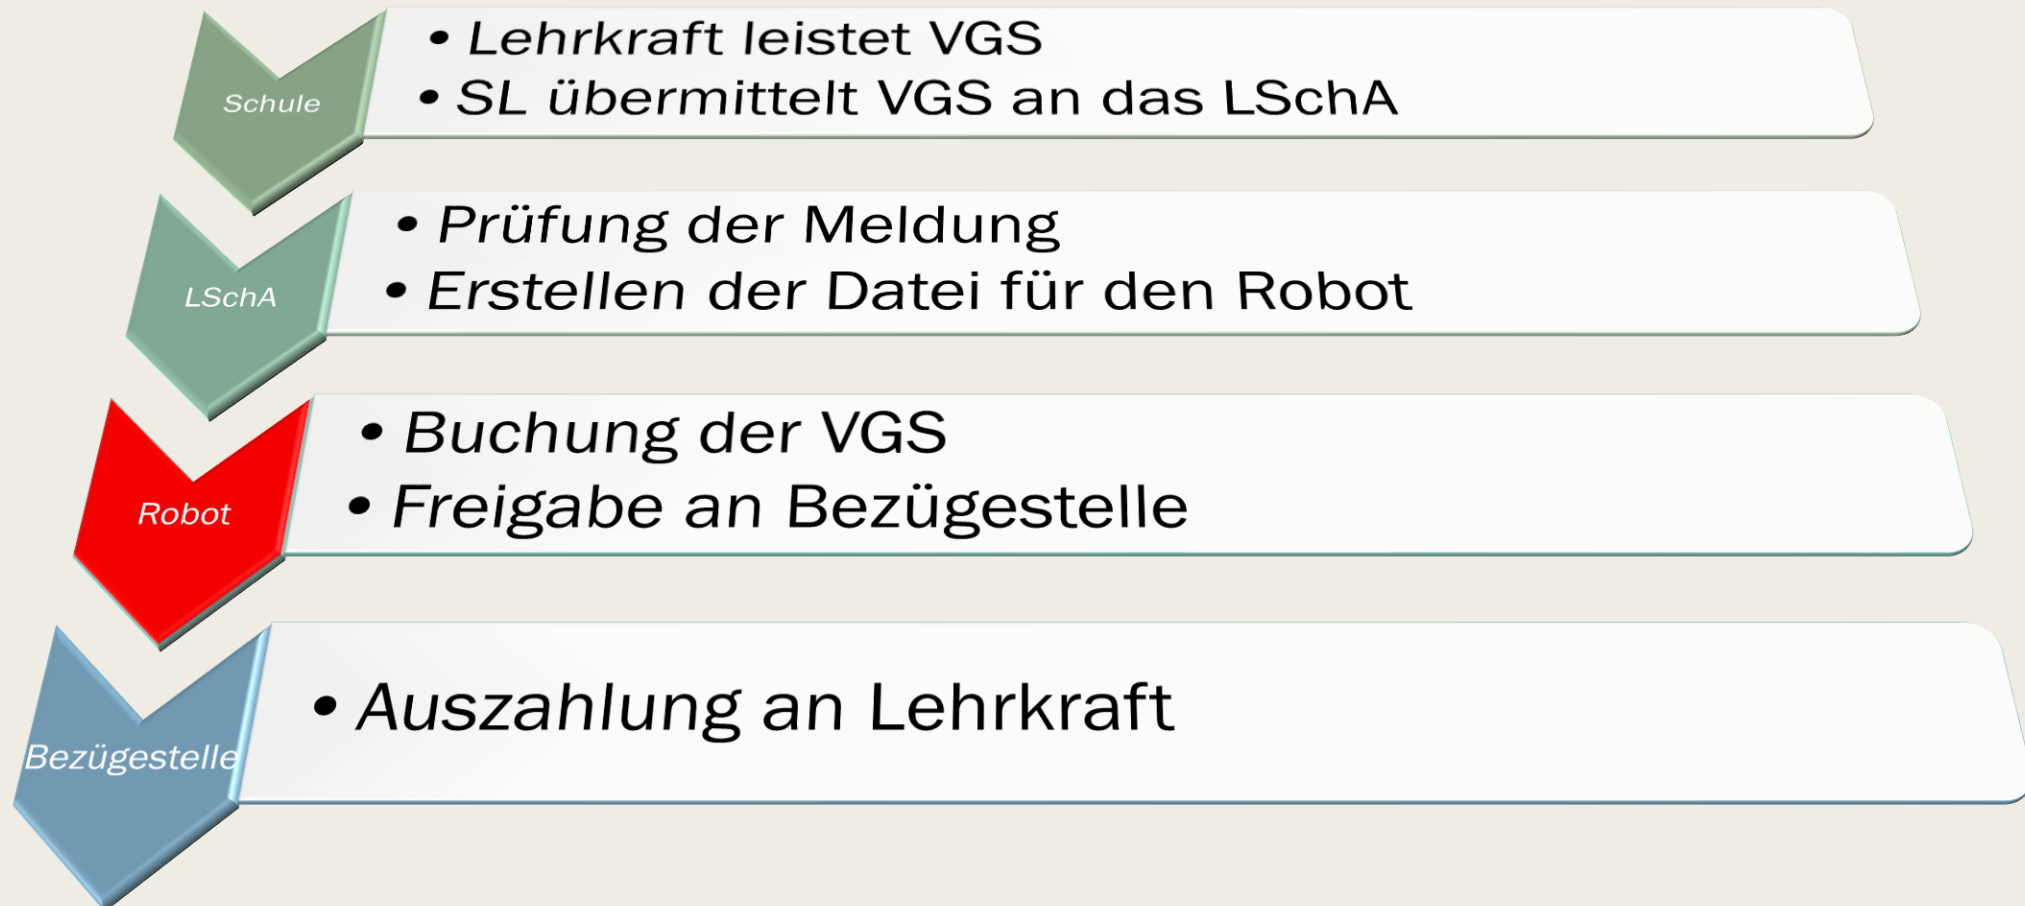 Schule
• Lehrkraft leistet VGS
• SL übermittelt VGS an das LSchA
LSchA
• Prüfung der Meldung
• Erstellen der Datei für den Robot
Robot
• Buchung der VGS
• Freigabe an Bezügestelle
Bezügestelle
• Auszahlung an Lehrkraft